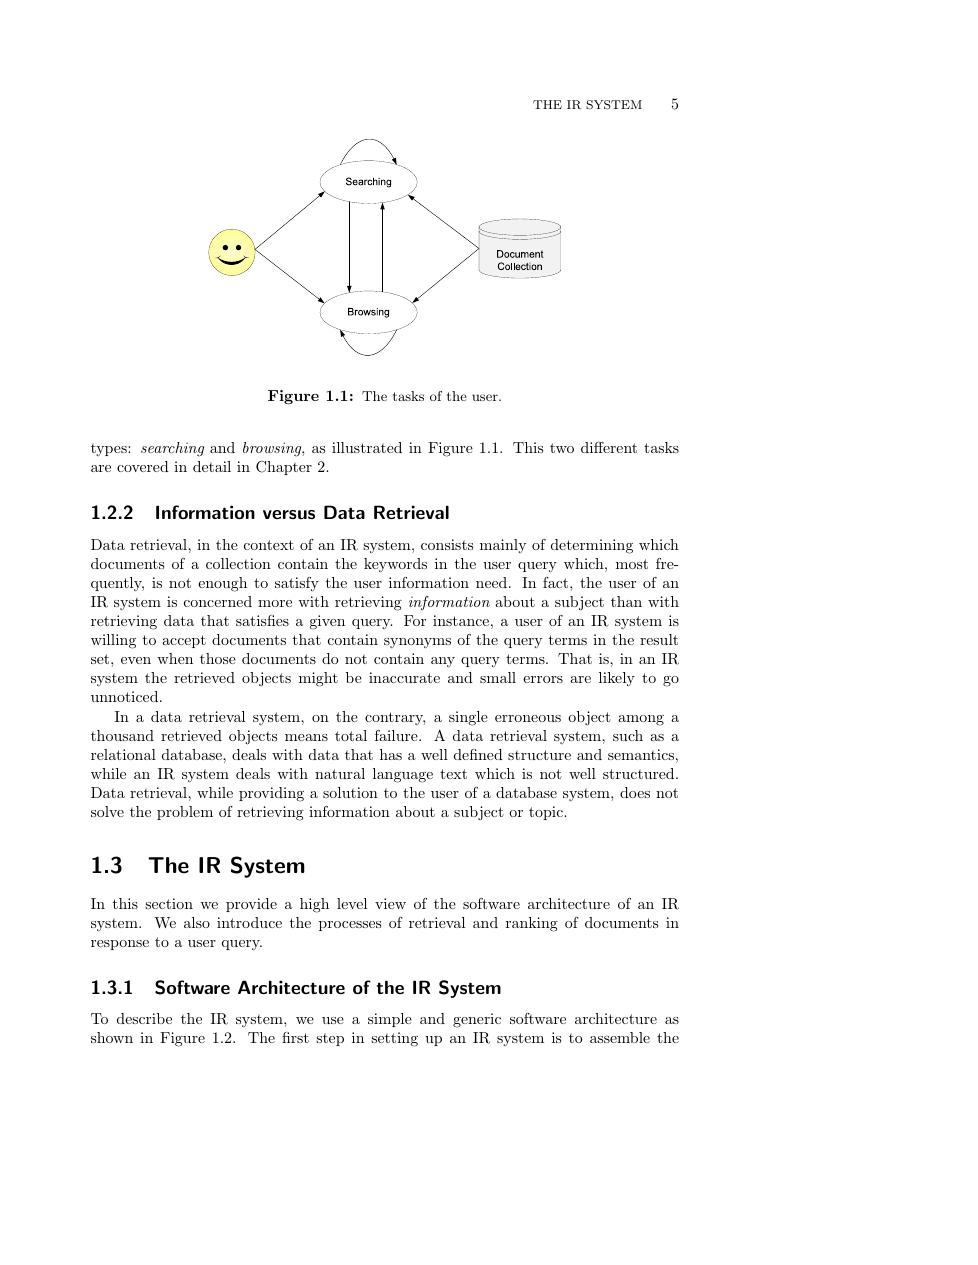 THE IR SYSTEM 5
Searching
Document
Collection
Browsing
Figure 1.1: The tasks of the user.
types: searching and browsing, as illustrated in Figure 1.1. This two different tasks
are covered in detail in Chapter 2.
1.2.2 Information versus Data Retrieval
Data retrieval, in the context of an IR system, consists mainly of determining which
documents of a collection contain the keywords in the user query which, most fre-
quently, is not enough to satisfy the user information need. In fact, the user of an
IR system is concerned more with retrieving information about a subject than with
retrieving data that satisfies a given query. For instance, a user of an IR system is
willing to accept documents that contain synonyms of the query terms in the result
set, even when those documents do not contain any query terms. That is, in an IR
system the retrieved objects might be inaccurate and small errors are likely to go
unnoticed.
In a data retrieval system, on the contrary, a single erroneous object among a
thousand retrieved objects means total failure. A data retrieval system, such as a
relational database, deals with data that has a well defined structure and semantics,
while an IR system deals with natural language text which is not well structured.
Data retrieval, while providing a solution to the user of a database system, does not
solve the problem of retrieving information about a subject or topic.
1.3 The IR System
In this section we provide a high level view of the software architecture of an IR
system. We also introduce the processes of retrieval and ranking of documents in
response to a user query.
1.3.1 Software Architecture of the IR System
To describe the IR system, we use a simple and generic software architecture as
shown in Figure 1.2. The first step in setting up an IR system is to assemble the